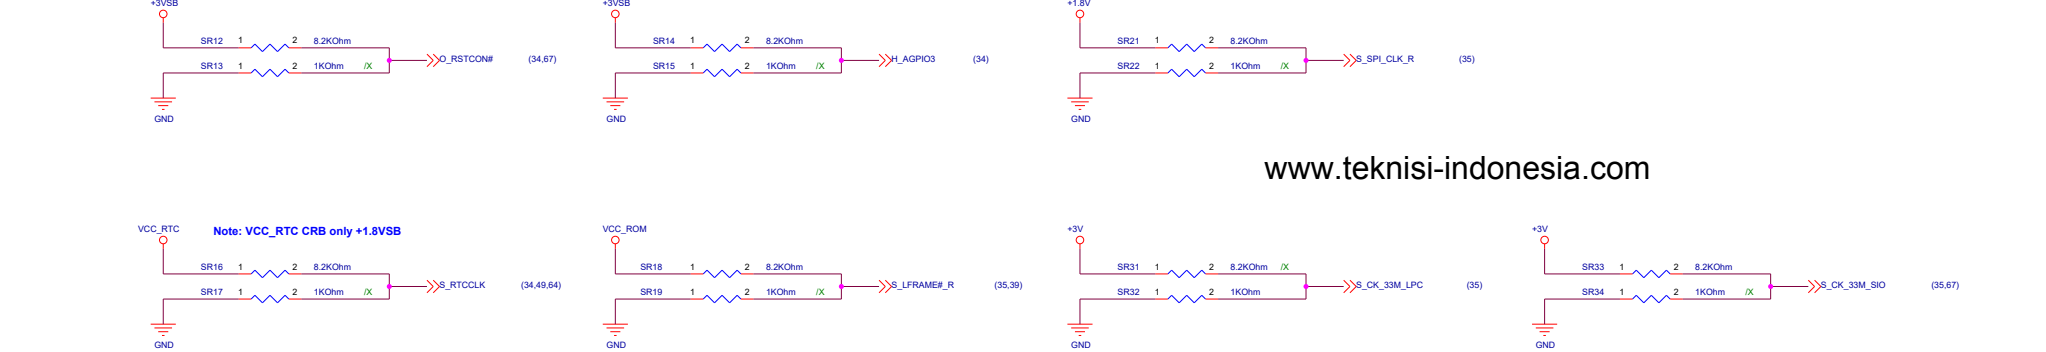 +3VSB +3VSB +1.8V
SR12 1 2 8.2KOhm SR14 1 2 8.2KOhm SR21 1 2 8.2KOhm
O_RSTCON# (34,67) H_AGPIO3 (34) S_SPI_CLK_R (35)
SR13 1 2 1KOhm /X SR15 1 2 1KOhm /X SR22 1 2 1KOhm /X
GND GND GND
www.teknisi-indonesia.com
VCC_RTC Note: VCC_RTC CRB only +1.8VSB VCC_ROM +3V +3V
SR16 1 2 8.2KOhm SR18 1 2 8.2KOhm SR31 1 2 8.2KOhm /X SR33 1 2 8.2KOhm
S_RTCCLK (34,49,64) S_LFRAME#_R (35,39) S_CK_33M_LPC (35) S_CK_33M_SIO (35,67)
SR17 1 2 1KOhm /X SR19 1 2 1KOhm /X SR32 1 2 1KOhm SR34 1 2 1KOhm /X
GND GND GND GND